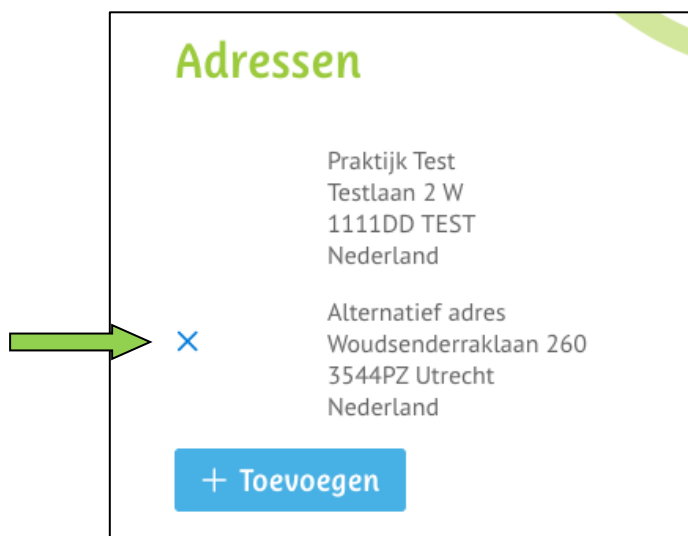 Adressen
Praktijk Test
Testlaan 2 W
1111DD TEST
Nederland
Alternatief adres
Woudsenderraklaan 260
3544PZ Utrecht
Nederland
+ Toevoegen